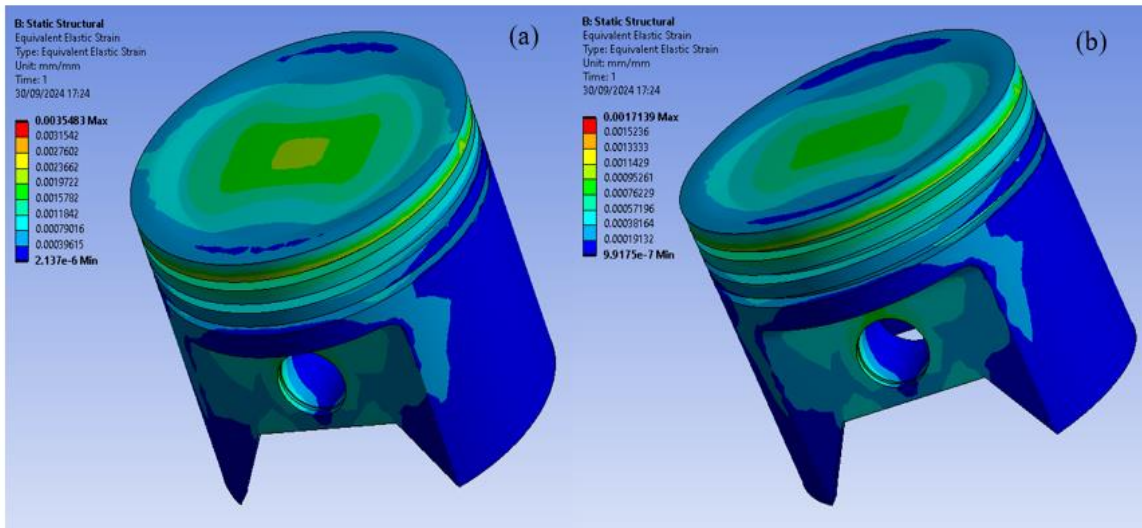 B: Static Structural
Equivalent Elastic Strain
Type: Equivalent Elastic Strain
Unit: mm/mm
Time: 1
30/09/2024 17:24
0.0035483 Max
0.0031542
0.0027602
0.0023662
0.0019722
0.0015782
0.0011842
0.00079016
0.00039615
2.137e-6 Min
(a)
B: Static Structural
Equivalent Elastic Strain
Type: Equivalent Elastic Strain
Unit: mm/mm
Time: 1
30/09/2024 17:24
0.0017139 Max
0.0015236
0.0013333
0.0011429
0.00095261
0.00076229
0.00057196
0.00038164
0.00019132
9.9175e-7 Min
(b)